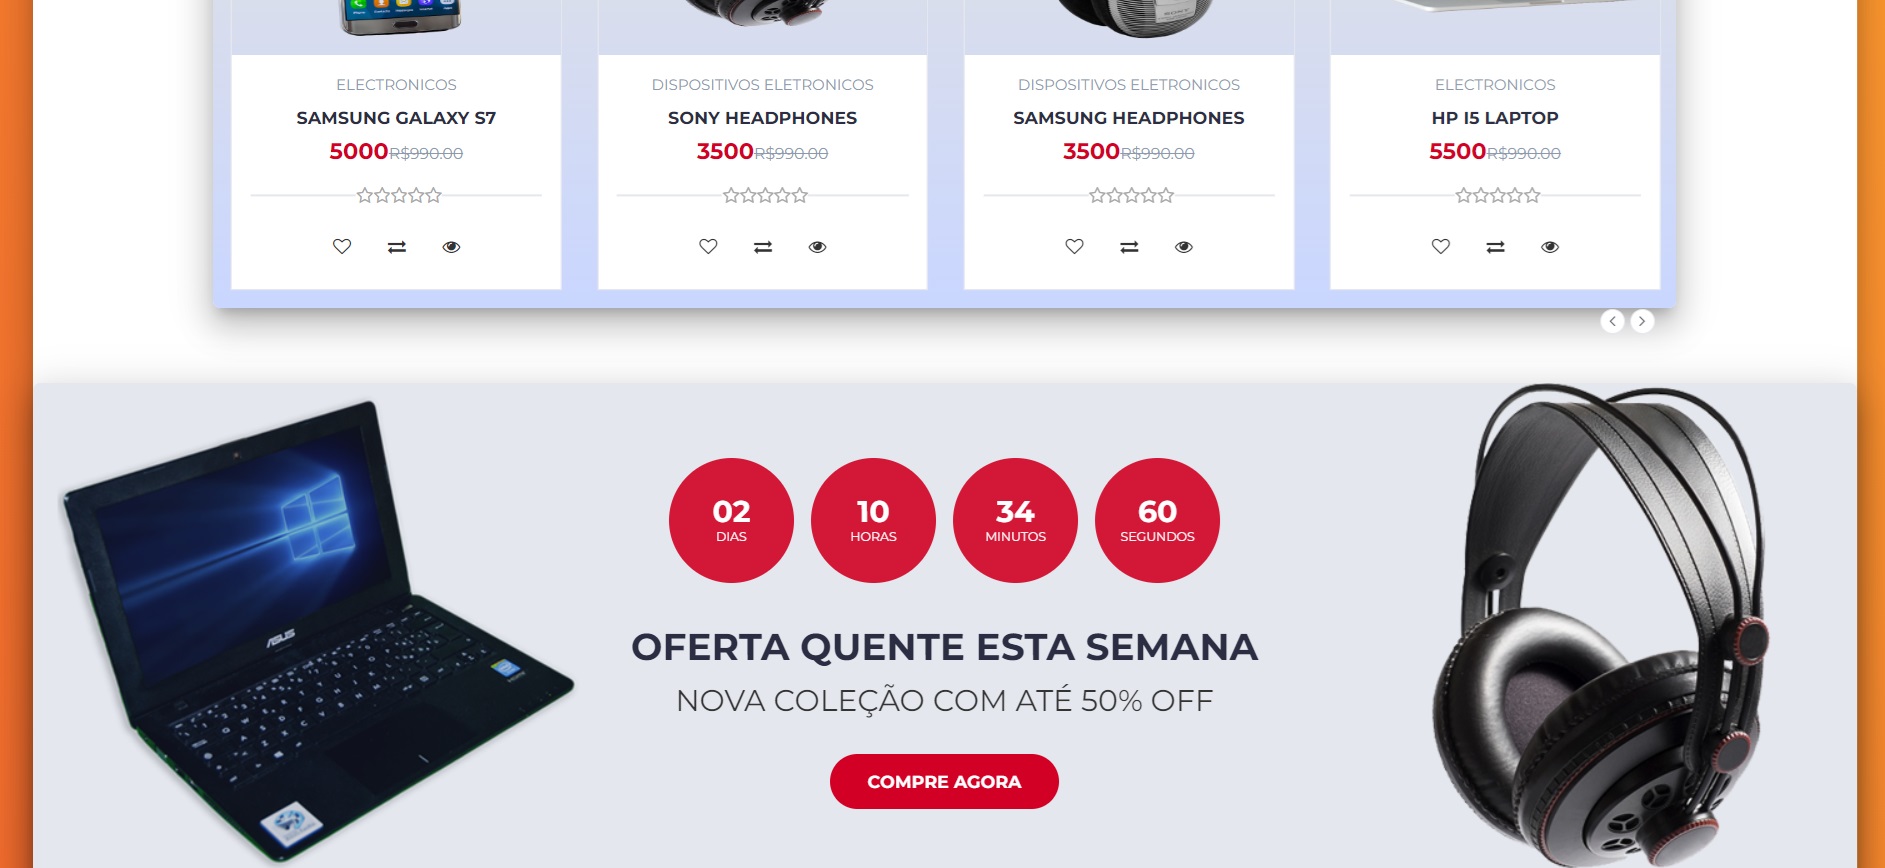 SONY
ELECTRONICOS
SAMSUNG GALAXY S7
5000R$990.00
DISPOSITIVOS ELETRONICOS
SONY HEADPHONES
3500R$990.00
DISPOSITIVOS ELETRONICOS
SAMSUNG HEADPHONES
3500R$990.00
ELECTRONICOS
HP I5 LAPTOP
5500R$990.00
02
DIAS
10
HORAS
34
MINUTOS
60
SEGUNDOS
ASUS
OFERTA QUENTE ESTA SEMANA
NOVA COLEÇÃO COM ATÉ 50% OFF
COMPRE AGORA